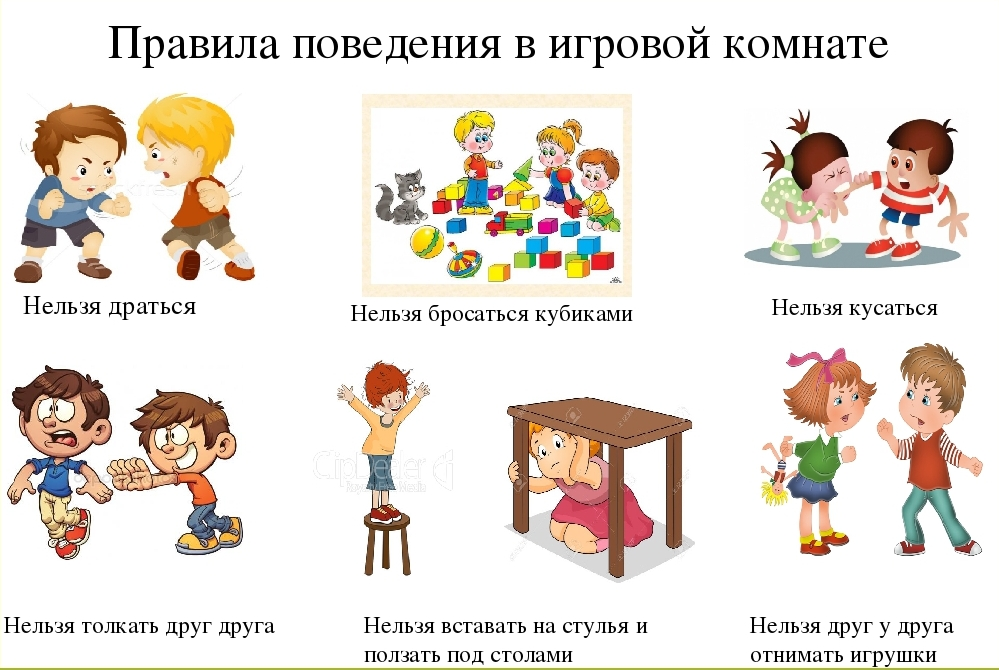 Правила поведения в игровой комнате
Нельзя драться
Нельзя бросаться кубиками
Нельзя кусаться
Нельзя толкать друг друга
Нельзя вставать на стулья и
ползать под столами
Нельзя друг у друга
отнимать игрушки